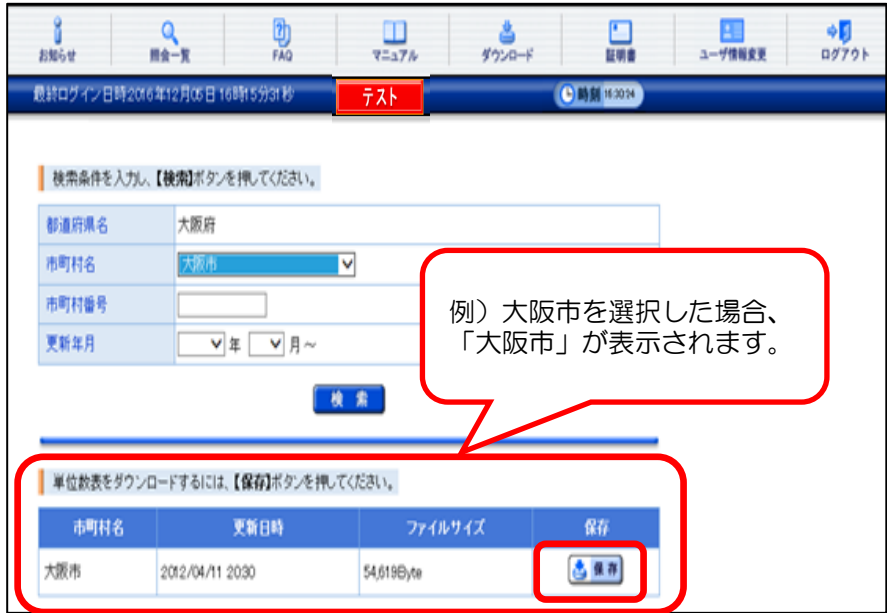 お知らせ 照会一覧 FAQ マニュアル ダウンロード 証明書 ユーザ情報変更 ログアウト
最終ログイン日時2016年12月05日 16時15分31秒 テスト 時刻 16:30:24
検索条件を入力し、【検索】ボタンを押してください。
都道府県名 大阪府
市町村名 大阪市
市町村番号
更新年月 年 月～
例）大阪市を選択した場合、
「大阪市」が表示されます。
検 索
単位数表をダウンロードするには、【保存】ボタンを押してください。
市町村名 更新日時 ファイルサイズ 保存
大阪市 2012/04/11 2030 54,619Byte 保存